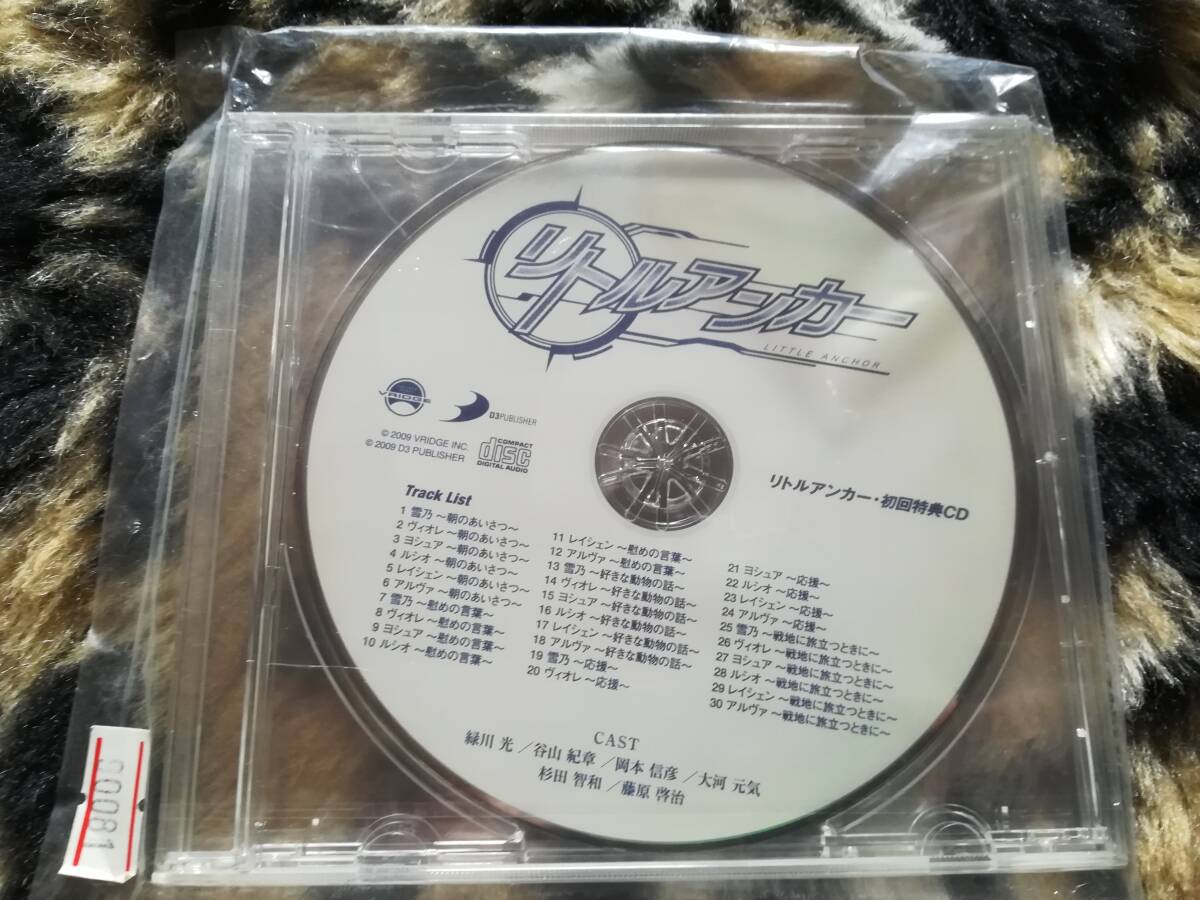 リトルアンカー
LITTLE ANCHOR
VRIDGE
D3PUBLISHER
© 2009 VRIDGE INC.
© 2009 D3 PUBLISHER
COMPACT
disc
DIGITAL AUDIO
リトルアンカー・初回特典CD
Track List
1 雪乃 ～朝のあいさつ～
2 ヴィオレ ～朝のあいさつ～
3 ヨシュア ～朝のあいさつ～
4 ルシオ ～朝のあいさつ～
5 レイシェン ～朝のあいさつ～
6 アルヴァ ～朝のあいさつ～
7 雪乃 ～慰めの言葉～
8 ヴィオレ ～慰めの言葉～
9 ヨシュア ～慰めの言葉～
10 ルシオ ～慰めの言葉～
11 レイシェン ～慰めの言葉～
12 アルヴァ ～慰めの言葉～
13 雪乃 ～好きな動物の話～
14 ヴィオレ ～好きな動物の話～
15 ヨシュア ～好きな動物の話～
16 ルシオ ～好きな動物の話～
17 レイシェン ～好きな動物の話～
18 アルヴァ ～好きな動物の話～
19 雪乃 ～応援～
20 ヴィオレ ～応援～
21 ヨシュア ～応援～
22 ルシオ ～応援～
23 レイシェン ～応援～
24 アルヴァ ～応援～
25 雪乃 ～戦地に旅立つときに～
26 ヴィオレ ～戦地に旅立つときに～
27 ヨシュア ～戦地に旅立つときに～
28 ルシオ ～戦地に旅立つときに～
29 レイシェン ～戦地に旅立つときに～
30 アルヴァ ～戦地に旅立つときに～
CAST
緑川 光 ／谷山 紀章 ／岡本 信彦 ／大河 元気
杉田 智和 ／藤原 啓治
00081